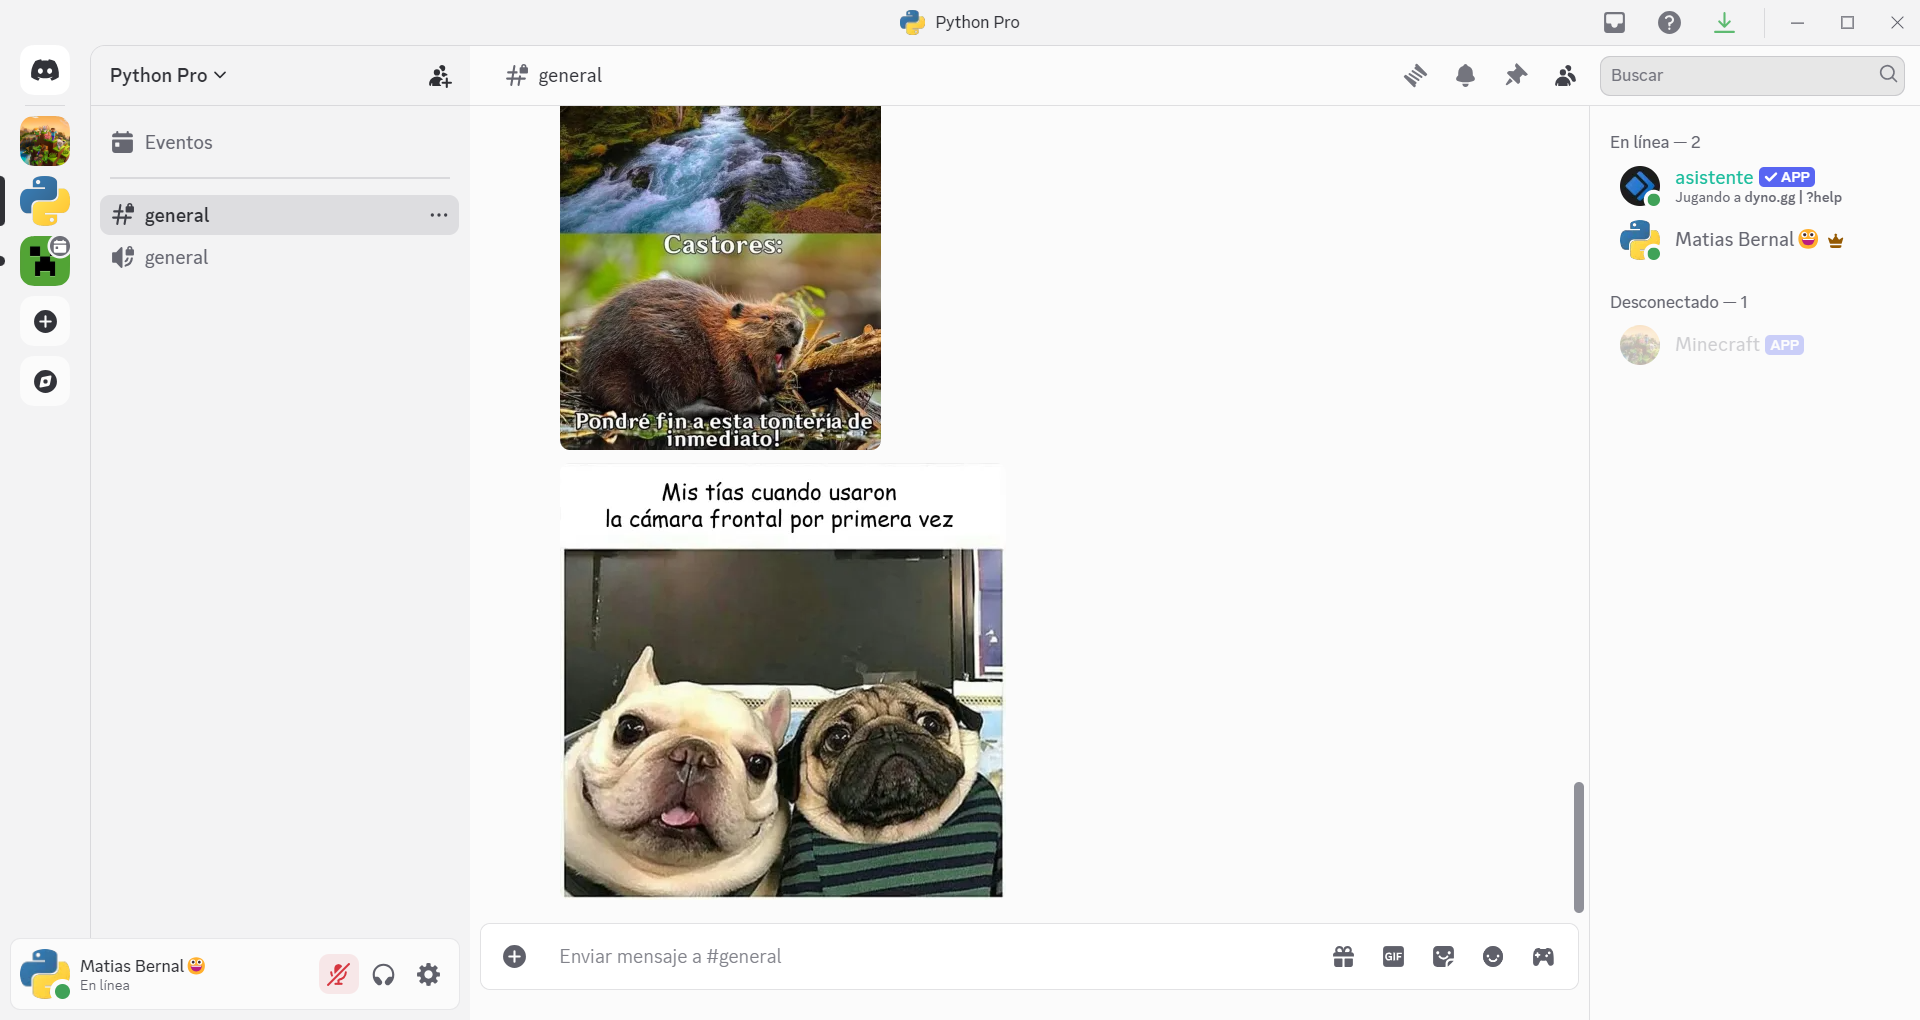 Python Pro
Python Pro
general
Buscar
Eventos
general
general
Castores:
Pondré fin a esta tontería de
inmediato!
Mis tías cuando usaron
la cámara frontal por primera vez
En línea — 2
asistente APP
Jugando a dyno.gg | ?help
Matias Bernal
Desconectado — 1
Minecraft APP
Matias Bernal
En línea
Enviar mensaje a #general
GIF